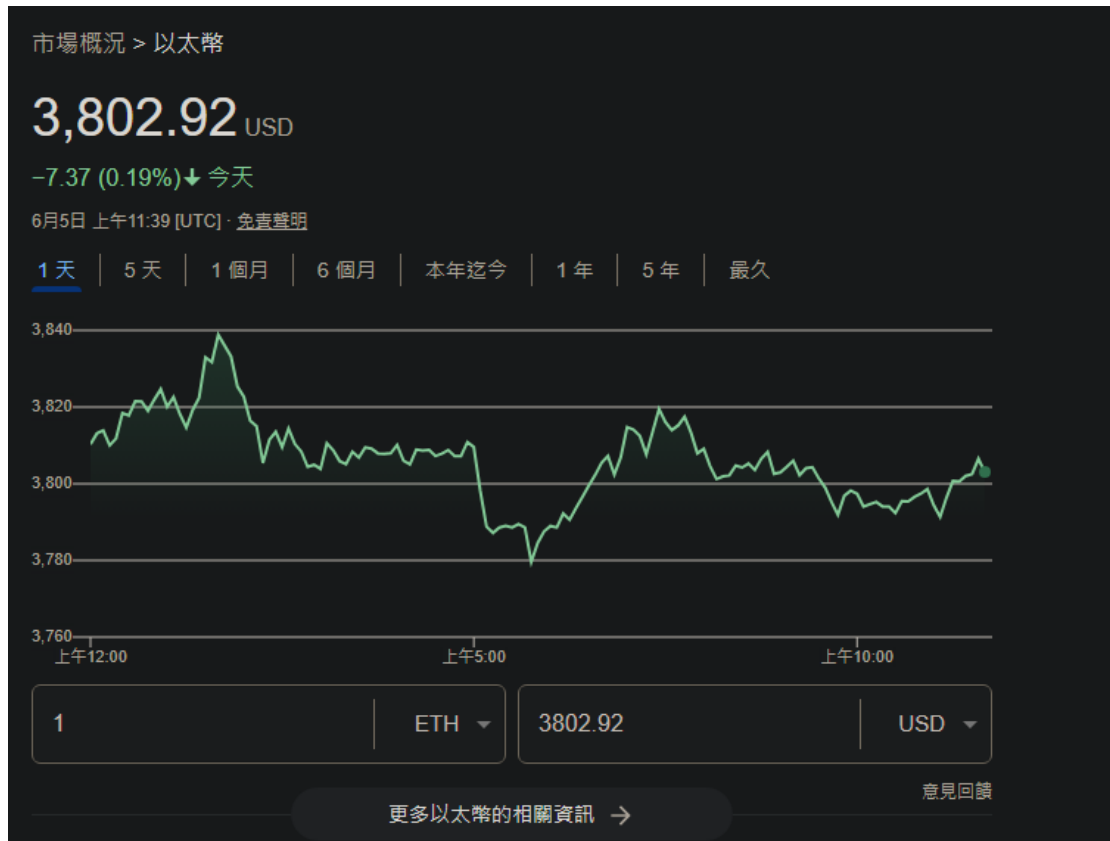 市場概況 > 以太幣
3,802.92 USD
−7.37 (0.19%)↓ 今天
6月5日 上午11:39 [UTC] · 免責聲明
1 天 | 5 天 | 1 個月 | 6 個月 | 本年迄今 | 1 年 | 5 年 | 最久
3,840
3,820
3,800
3,780
3,760
上午12:00 上午5:00 上午10:00
1 ETH 3802.92 USD
意見回饋
更多以太幣的相關資訊 →